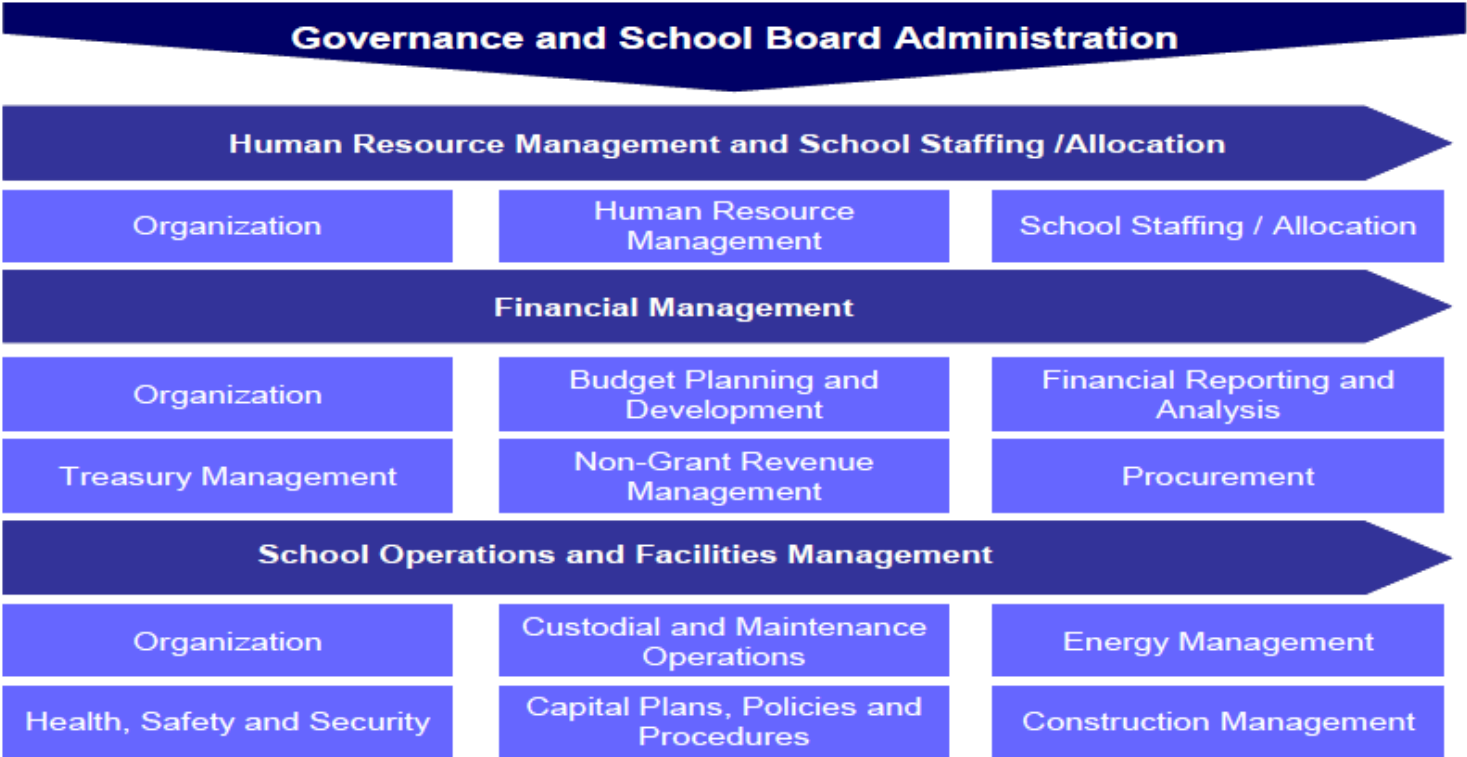 Governance and School Board Administration
Human Resource Management and School Staffing /Allocation
Organization
Human Resource
Management
School Staffing / Allocation
Financial Management
Organization
Budget Planning and
Development
Financial Reporting and
Analysis
Treasury Management
Non-Grant Revenue
Management
Procurement
School Operations and Facilities Management
Organization
Custodial and Maintenance
Operations
Energy Management
Health, Safety and Security
Capital Plans, Policies and
Procedures
Construction Management